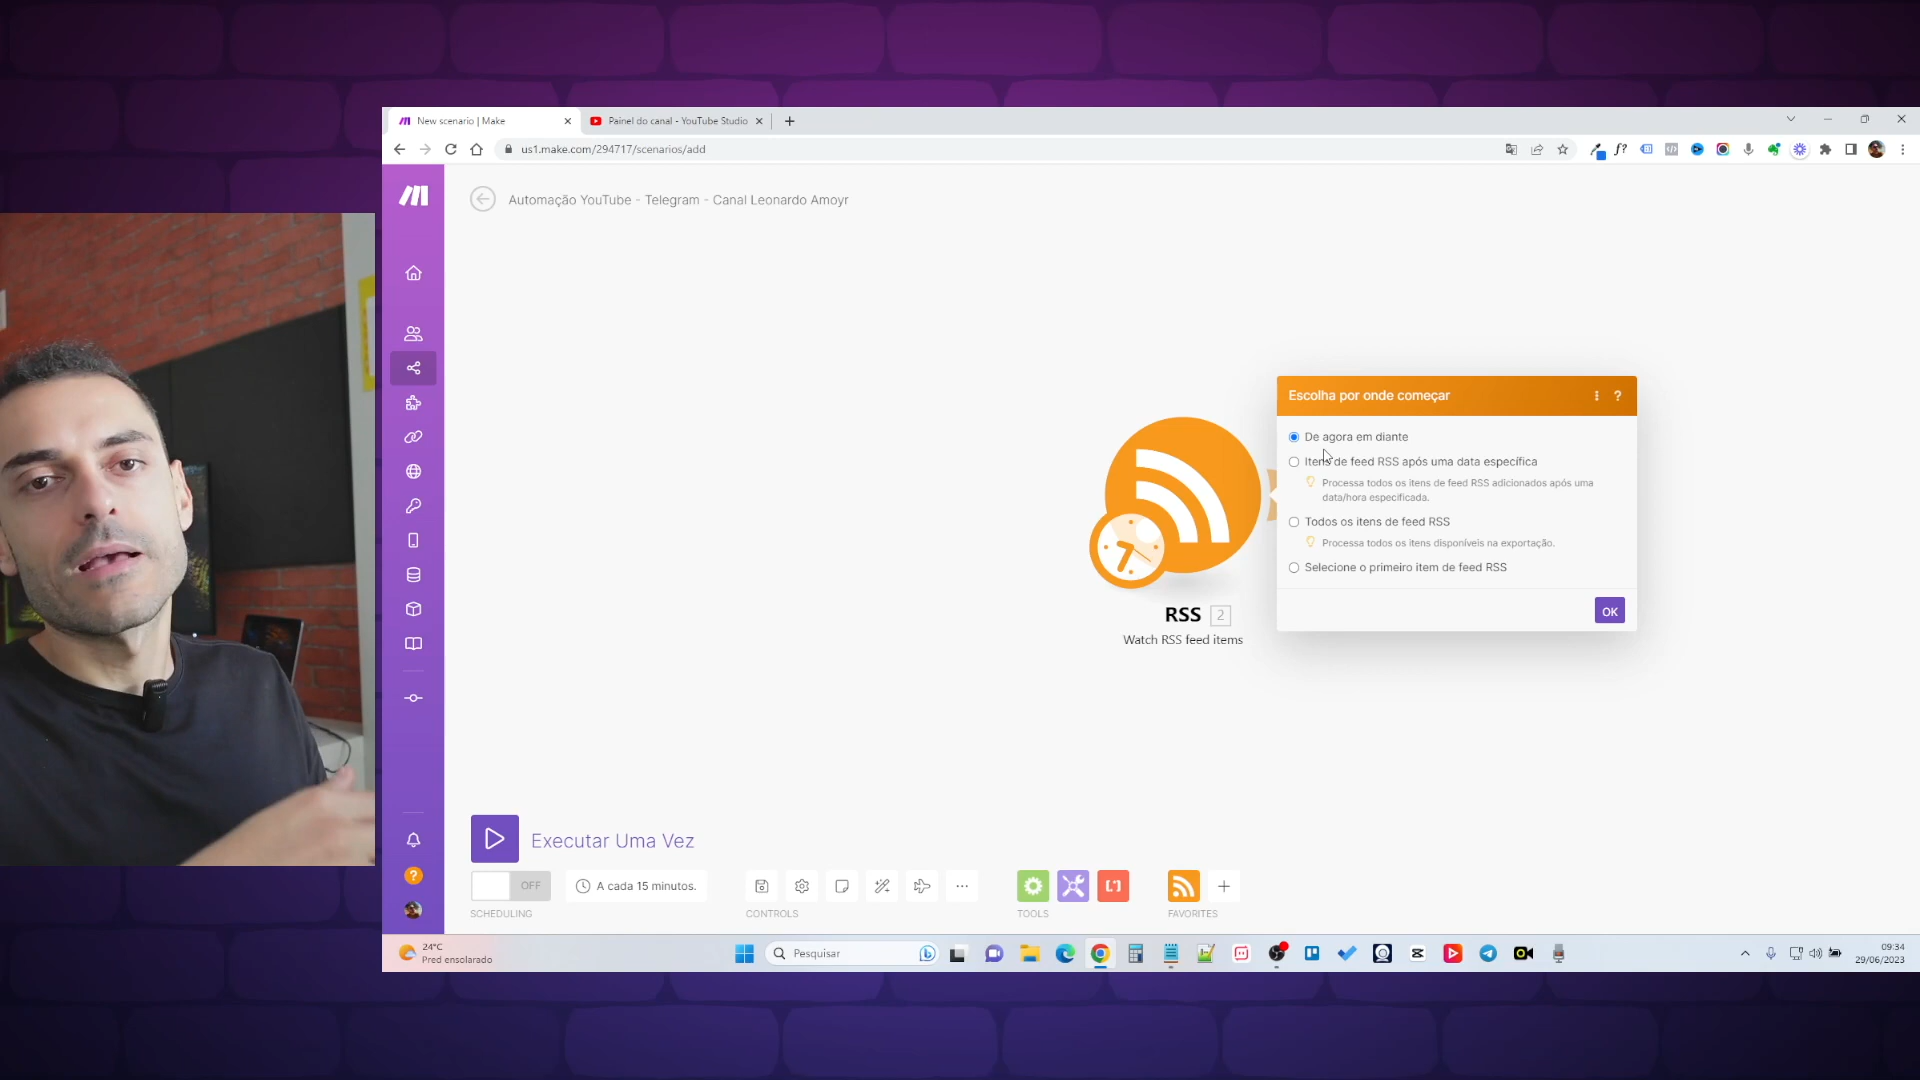 New scenario | Make
Painel do canal - YouTube Studio
us1.make.com/294717/scenarios/add
f?
Automação YouTube - Telegram - Canal Leonardo Amoyr
Escolha por onde começar
?
De agora em diante
Itens de feed RSS após uma data específica
Processa todos os itens de feed RSS adicionados após uma
data/hora especificada.
Todos os itens de feed RSS
Processa todos os itens disponíveis na exportação.
Selecione o primeiro item de feed RSS
OK
RSS 2
Watch RSS feed items
Executar Uma Vez
OFF
A cada 15 minutos.
SCHEDULING
CONTROLS
TOOLS
FAVORITES
?
24°C
Pred ensolarado
Pesquisar
09:34
29/06/2023